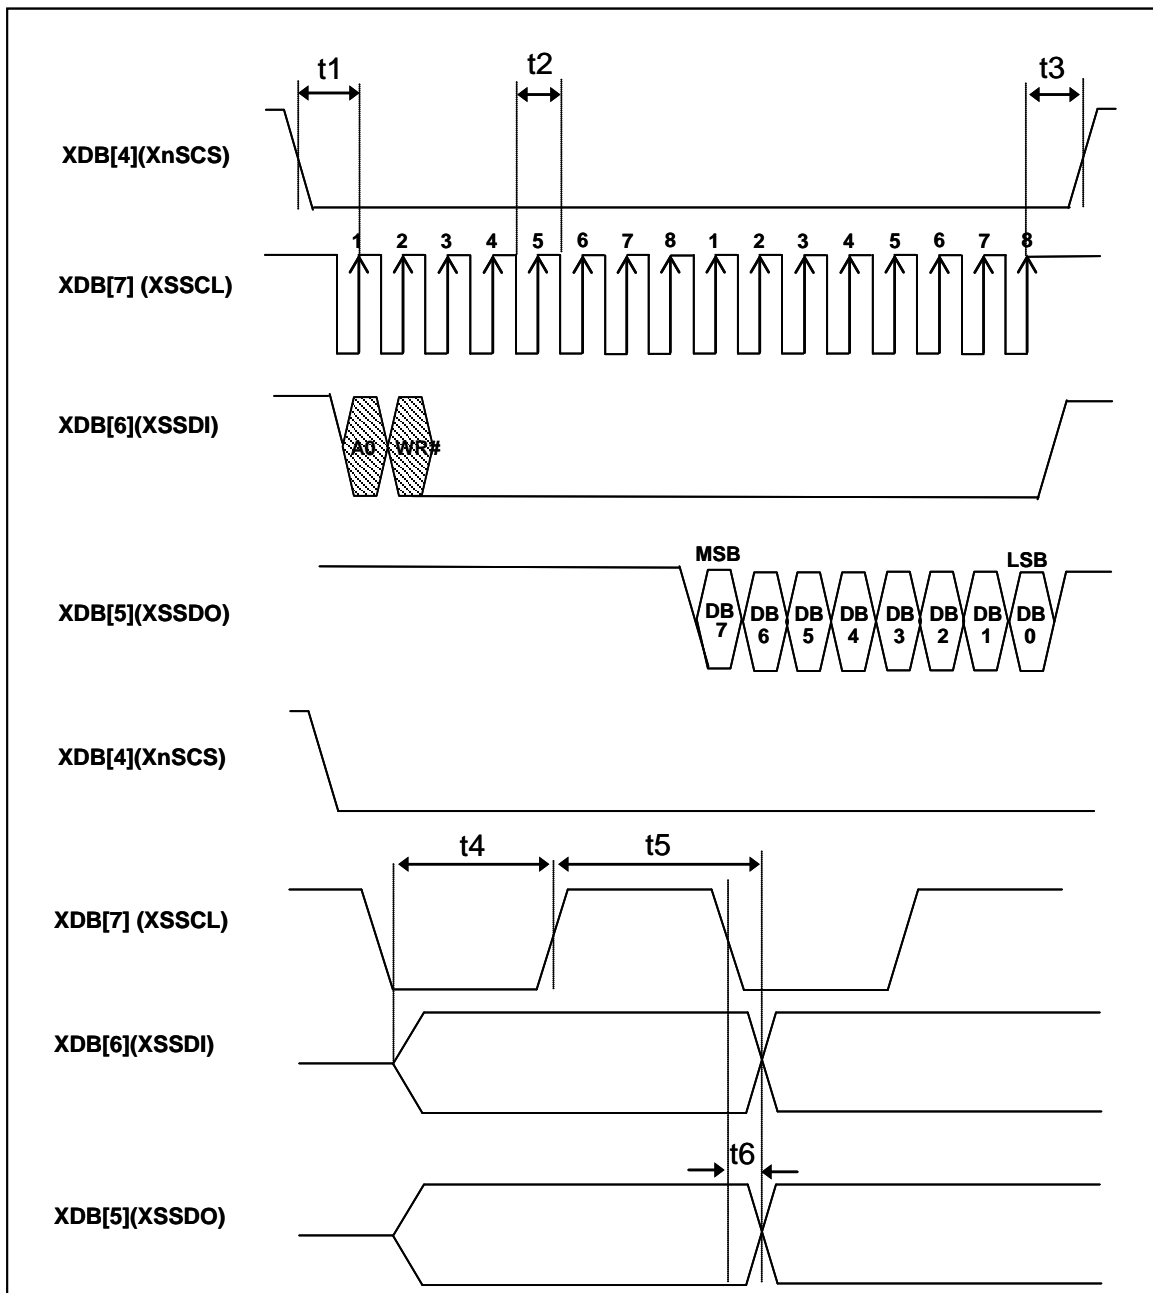 t1 t2 t3
XDB[4](XnSCS)
1 2 3 4 5 6 7 8 1 2 3 4 5 6 7 8
XDB[7] (XSSCL)
XDB[6](XSSDI)
A0 WR#
MSB LSB
XDB[5](XSSDO)
DB DB DB DB DB DB DB DB
7 6 5 4 3 2 1 0
XDB[4](XnSCS)
t4 t5
XDB[7] (XSSCL)
XDB[6](XSSDI)
t6
XDB[5](XSSDO)